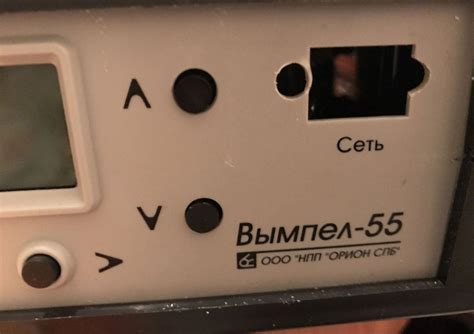 Сеть
Вымпел-55
ООО "НПП "ОРИОН СПБ"